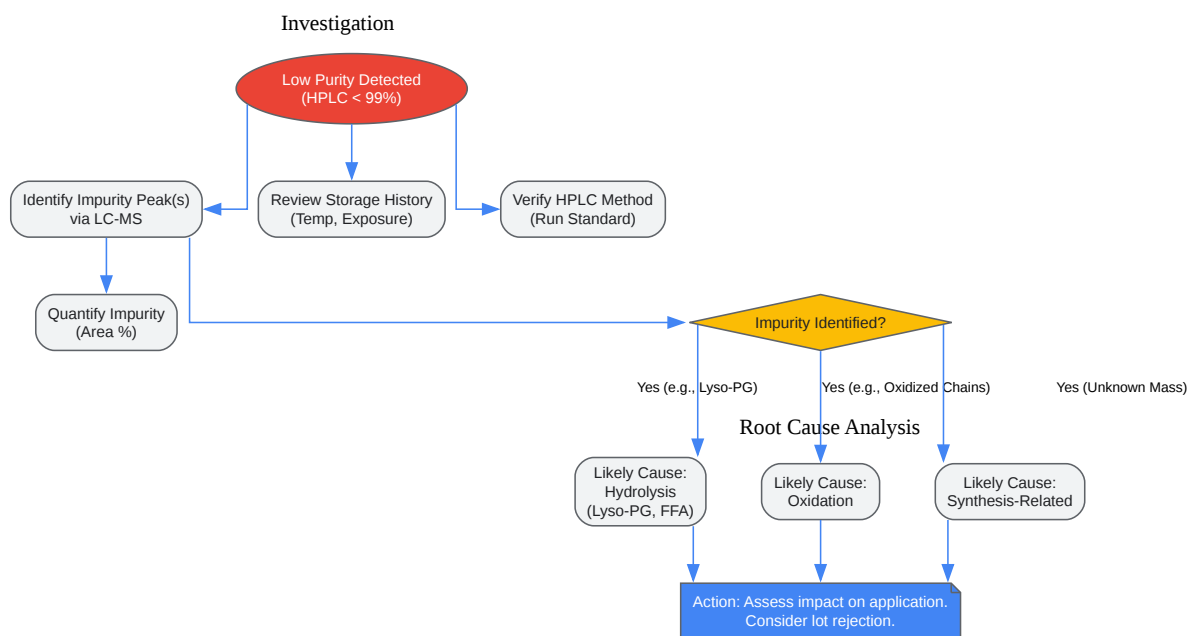 Investigation
Low Purity Detected
(HPLC < 99%)
Identify Impurity Peak(s)
via LC-MS
Review Storage History
(Temp, Exposure)
Verify HPLC Method
(Run Standard)
Quantify Impurity
(Area %)
Impurity Identified?
Yes (e.g., Lyso-PG)
Yes (e.g., Oxidized Chains)
Yes (Unknown Mass)
Root Cause Analysis
Likely Cause:
Hydrolysis
(Lyso-PG, FFA)
Likely Cause:
Oxidation
Likely Cause:
Synthesis-Related
Action: Assess impact on application.
Consider lot rejection.